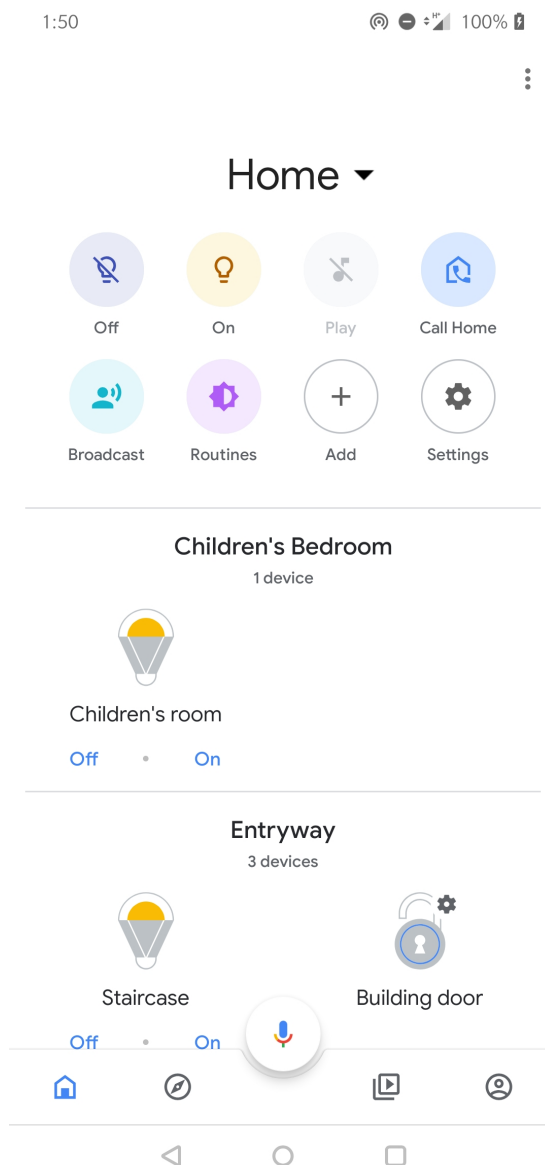 1:50 H+ 100%
Home
Off On Play Call Home
Broadcast Routines Add Settings
Children's Bedroom
1 device
Children's room
Off • On
Entryway
3 devices
Staircase Building door
Off • On